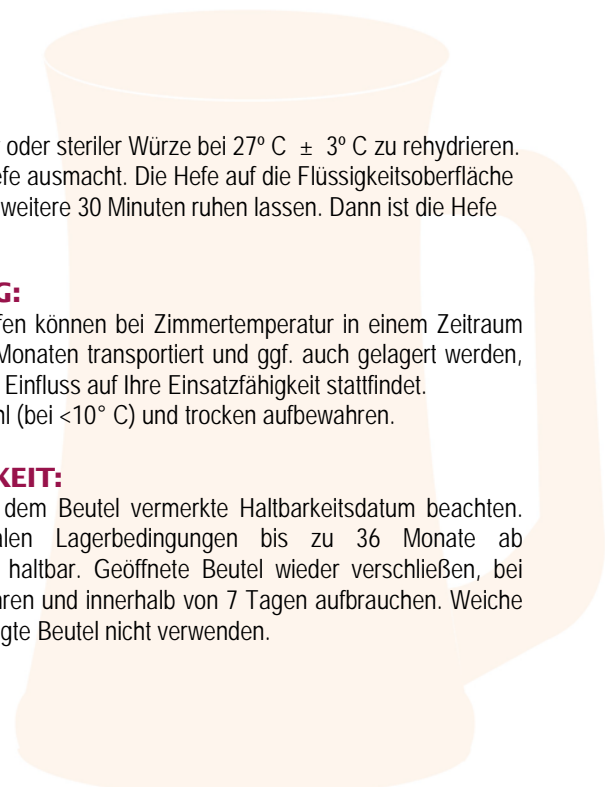 oder steriler Würze bei 27º C ± 3º C zu rehydrieren.
efe ausmacht. Die Hefe auf die Flüssigkeitsoberfläche
weitere 30 Minuten ruhen lassen. Dann ist die Hefe
G:
fen können bei Zimmertemperatur in einem Zeitraum
Monaten transportiert und ggf. auch gelagert werden,
Einfluss auf Ihre Einsatzfähigkeit stattfindet.
hl (bei <10° C) und trocken aufbewahren.
KEIT:
dem Beutel vermerkte Haltbarkeitsdatum beachten.
alen Lagerbedingungen bis zu 36 Monate ab
haltbar. Geöffnete Beutel wieder verschließen, bei
hren und innerhalb von 7 Tagen aufbrauchen. Weiche
gte Beutel nicht verwenden.